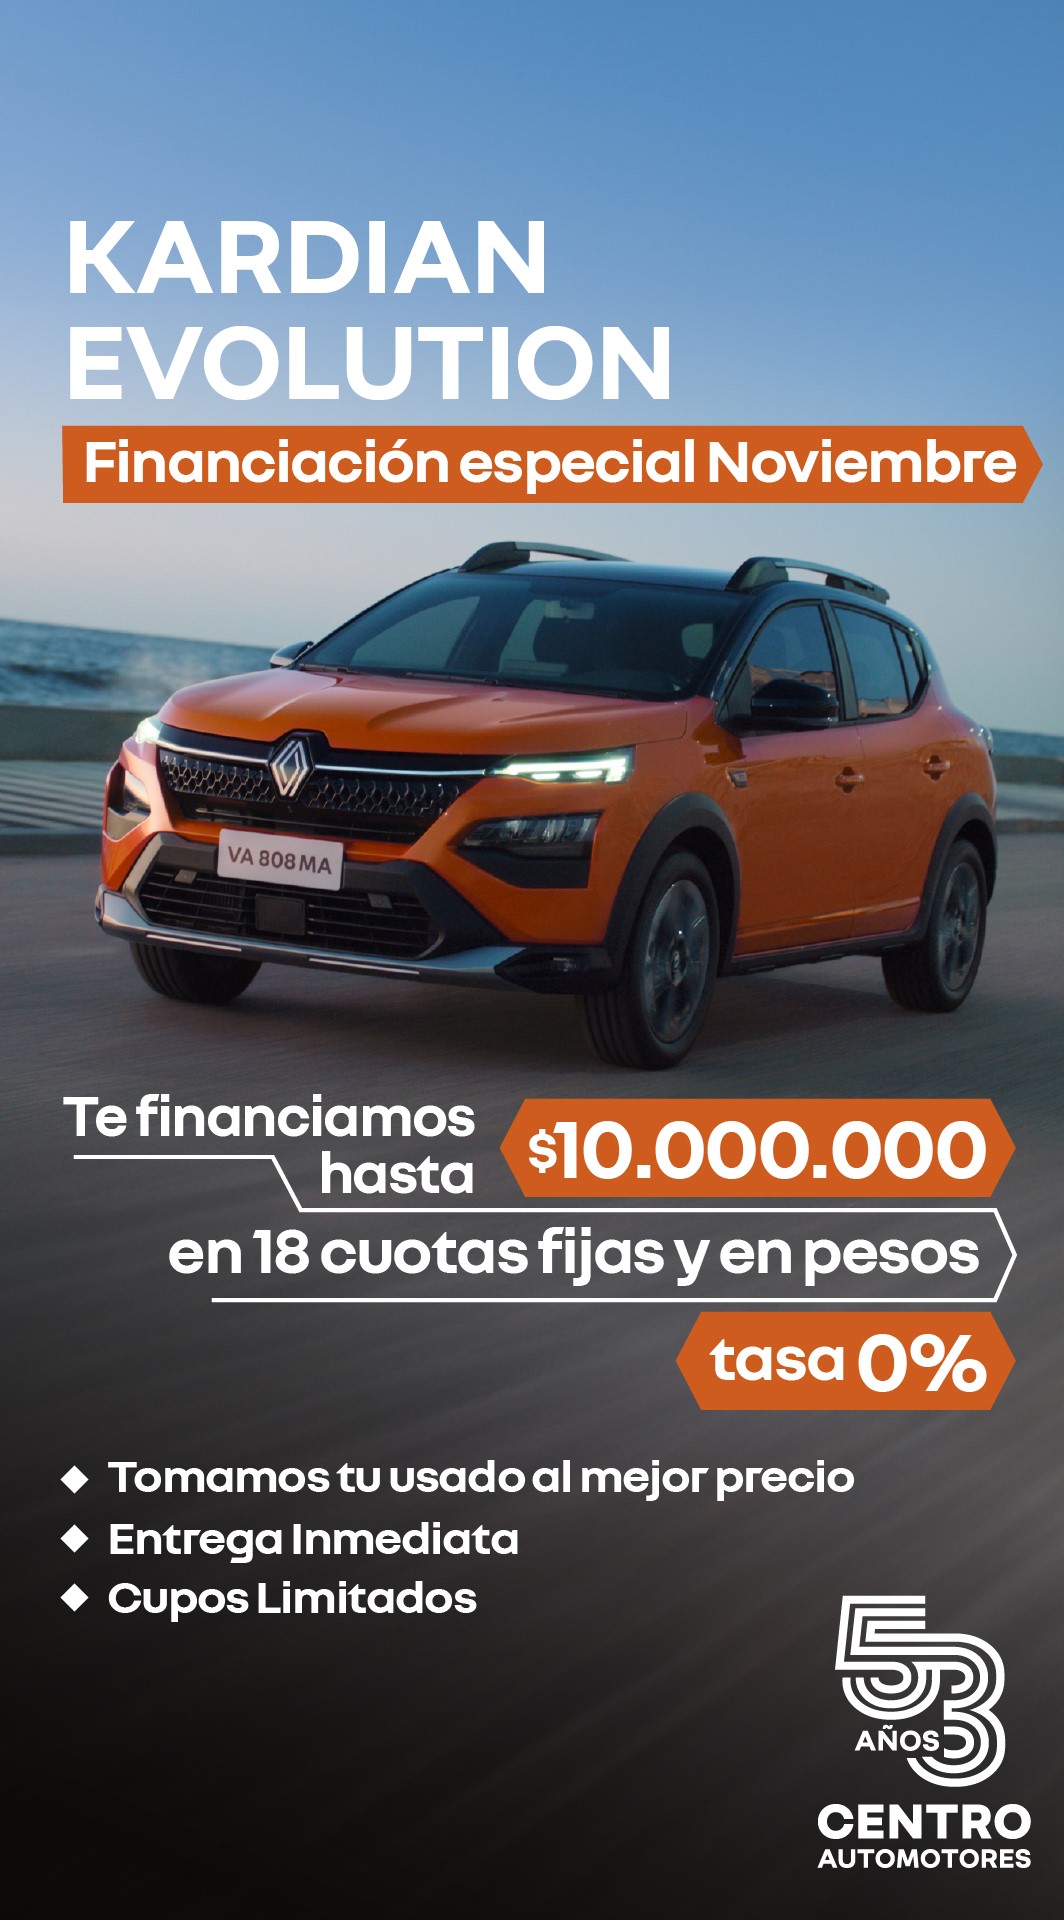 KARDIAN
EVOLUTION
Financiación especial Noviembre
VA 808 MA
Te financiamos
hasta
$10.000.000
en 18 cuotas fijas y en pesos
tasa 0%
Tomamos tu usado al mejor precio
Entrega Inmediata
Cupos Limitados
53
AÑOS
CENTRO
AUTOMOTORES